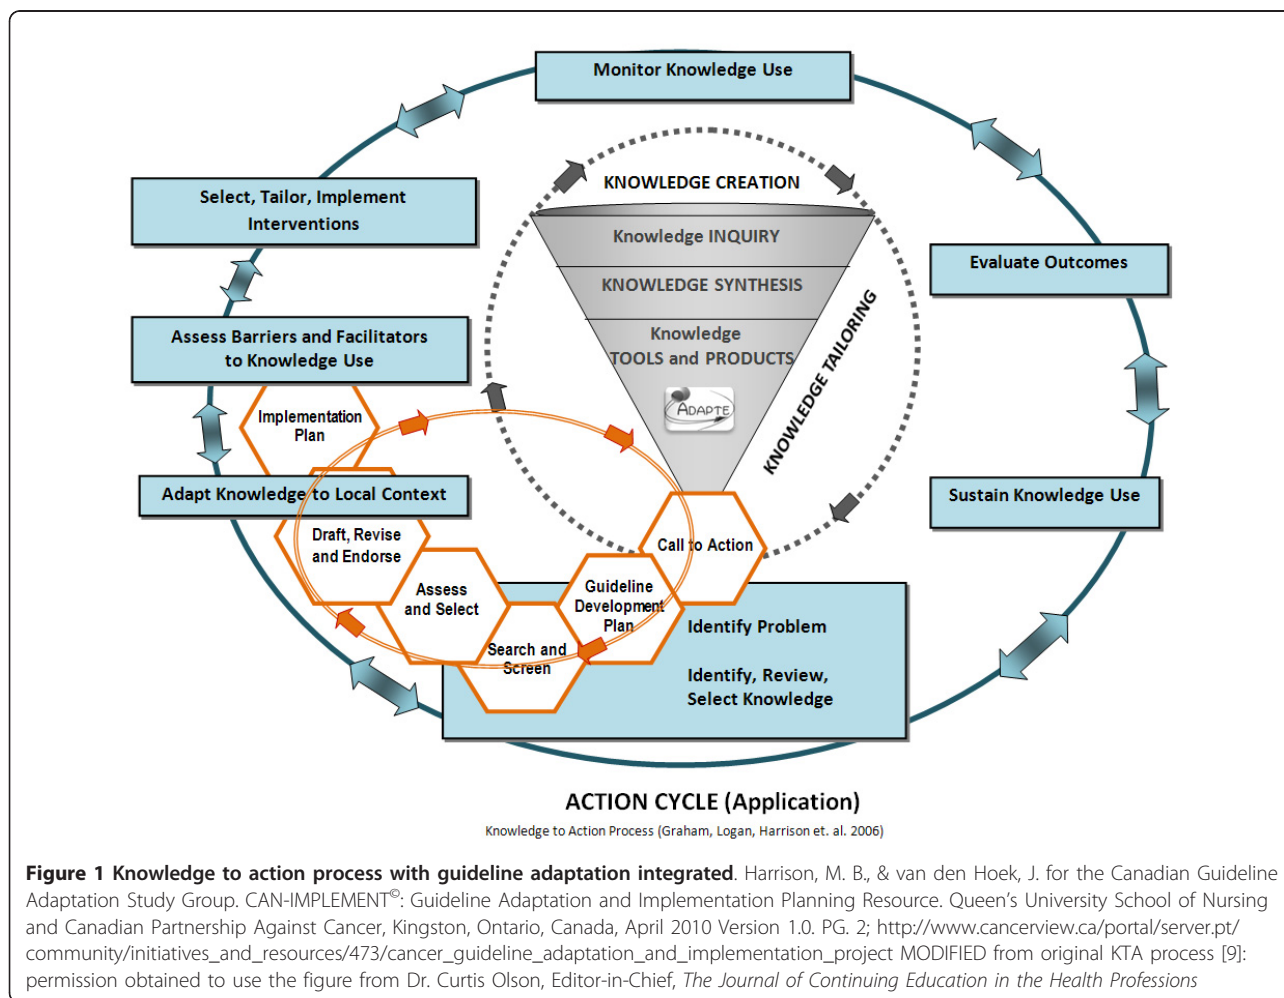 Monitor Knowledge Use
Select, Tailor, Implement
Interventions
KNOWLEDGE CREATION
Knowledge INQUIRY
KNOWLEDGE SYNTHESIS
Knowledge
TOOLS and PRODUCTS
ADAPTE
KNOWLEDGE TAILORING
Evaluate Outcomes
Assess Barriers and Facilitators
to Knowledge Use
Implementation
Plan
Adapt Knowledge to Local Context
Sustain Knowledge Use
Draft, Revise
and Endorse
Call to Action
Assess
and Select
Guideline
Development
Plan
Search and
Screen
Identify Problem
Identify, Review,
Select Knowledge
ACTION CYCLE (Application)
Knowledge to Action Process (Graham, Logan, Harrison et. al. 2006)
Figure 1 Knowledge to action process with guideline adaptation integrated. Harrison, M. B., & van den Hoek, J. for the Canadian Guideline
Adaptation Study Group. CAN-IMPLEMENT©: Guideline Adaptation and Implementation Planning Resource. Queen's University School of Nursing
and Canadian Partnership Against Cancer, Kingston, Ontario, Canada, April 2010 Version 1.0. PG. 2; http://www.cancerview.ca/portal/server.pt/
community/initiatives_and_resources/473/cancer_guideline_adaptation_and_implementation_project MODIFIED from original KTA process [9]:
permission obtained to use the figure from Dr. Curtis Olson, Editor-in-Chief, The Journal of Continuing Education in the Health Professions